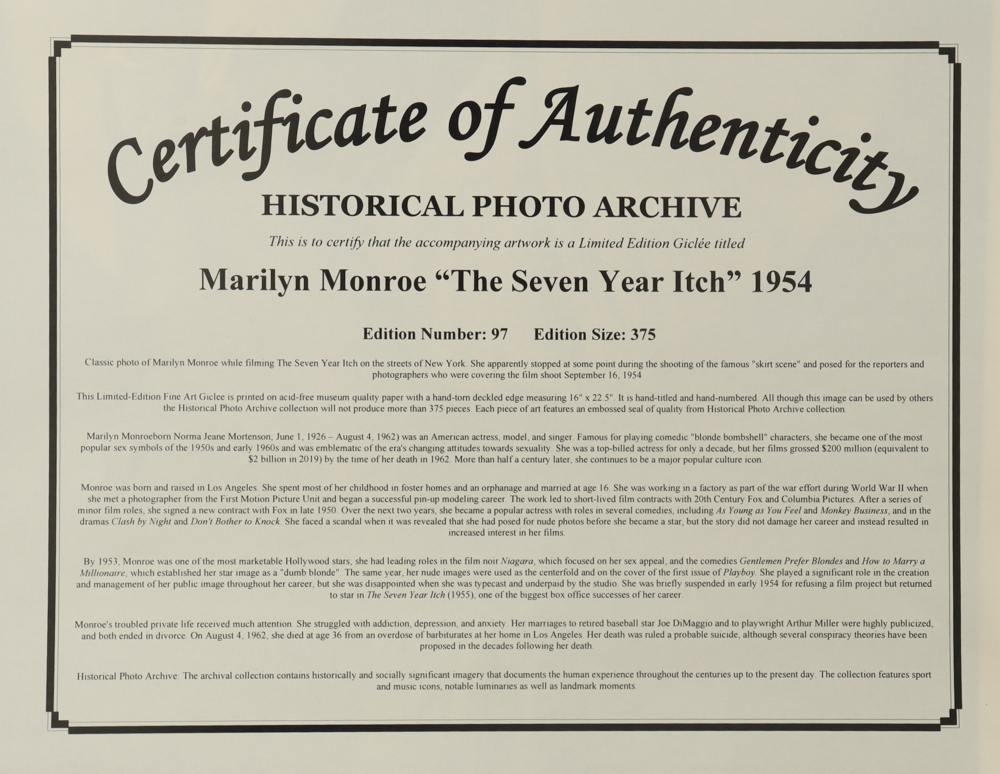 Certificate of Authenticity
HISTORICAL PHOTO ARCHIVE
This is to certify that the accompanying artwork is a Limited Edition Giclée titled
Marilyn Monroe “The Seven Year Itch” 1954
Edition Number: 97 Edition Size: 375
Classic photo of Marilyn Monroe while filming The Seven Year Itch on the streets of New York. She apparently stopped at some point during the shooting of the famous "skirt scene" and posed for the reporters and
photographers who were covering the film shoot September 16, 1954
This Limited-Edition Fine Art Giclee is printed on acid-free museum quality paper with a hand-torn deckled edge measuring 16" x 22.5". It is hand-titled and hand-numbered. All though this image can be used by others
the Historical Photo Archive collection will not produce more than 375 pieces. Each piece of art features an embossed seal of quality from Historical Photo Archive collection.
Marilyn Monroeborn Norma Jeane Mortenson; June 1, 1926 – August 4, 1962) was an American actress, model, and singer. Famous for playing comedic "blonde bombshell" characters, she became one of the most
popular sex symbols of the 1950s and early 1960s and was emblematic of the era's changing attitudes towards sexuality. She was a top-billed actress for only a decade, but her films grossed $200 million (equivalent to
$2 billion in 2019) by the time of her death in 1962. More than half a century later, she continues to be a major popular culture icon.
Monroe was born and raised in Los Angeles. She spent most of her childhood in foster homes and an orphanage and married at age 16. She was working in a factory as part of the war effort during World War II when
she met a photographer from the First Motion Picture Unit and began a successful pin-up modeling career. The work led to short-lived film contracts with 20th Century Fox and Columbia Pictures. After a series of
minor film roles, she signed a new contract with Fox in late 1950. Over the next two years, she became a popular actress with roles in several comedies, including As Young as You Feel and Monkey Business, and in the
dramas Clash by Night and Don't Bother to Knock. She faced a scandal when it was revealed that she had posed for nude photos before she became a star, but the story did not damage her career and instead resulted in
increased interest in her films.
By 1953, Monroe was one of the most marketable Hollywood stars; she had leading roles in the film noir Niagara, which focused on her sex appeal, and the comedies Gentlemen Prefer Blondes and How to Marry a
Millionaire, which established her star image as a "dumb blonde". The same year, her nude images were used as the centerfold and on the cover of the first issue of Playboy. She played a significant role in the creation
and management of her public image throughout her career, but she was disappointed when she was typecast and underpaid by the studio. She was briefly suspended in early 1954 for refusing a film project but returned
to star in The Seven Year Itch (1955), one of the biggest box office successes of her career.
Monroe's troubled private life received much attention. She struggled with addiction, depression, and anxiety. Her marriages to retired baseball star Joe DiMaggio and to playwright Arthur Miller were highly publicized,
and both ended in divorce. On August 4, 1962, she died at age 36 from an overdose of barbiturates at her home in Los Angeles. Her death was ruled a probable suicide, although several conspiracy theories have been
proposed in the decades following her death.
Historical Photo Archive: The archival collection contains historically and socially significant imagery that documents the human experience throughout the centuries up to the present day. The collection features sport
and music icons, notable luminaries as well as landmark moments.